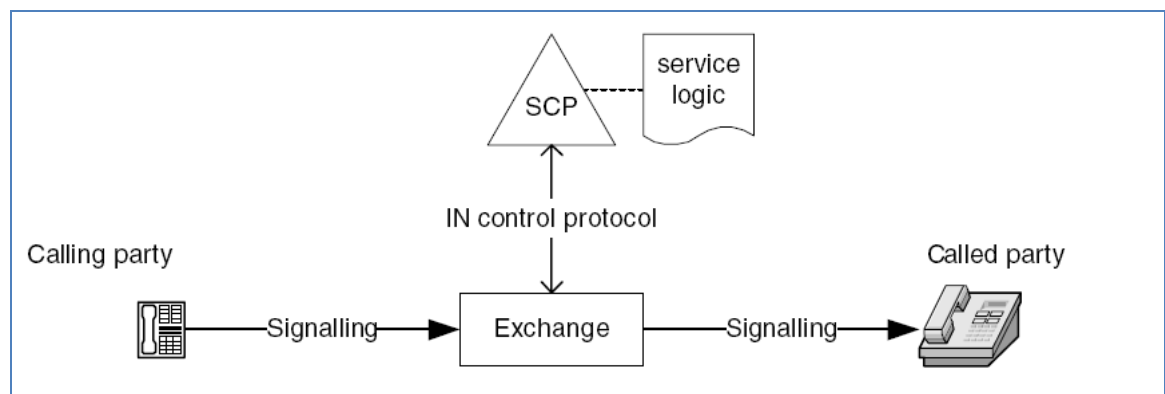 service
logic
SCP
IN control protocol
Calling party
Called party
Signalling
Exchange
Signalling